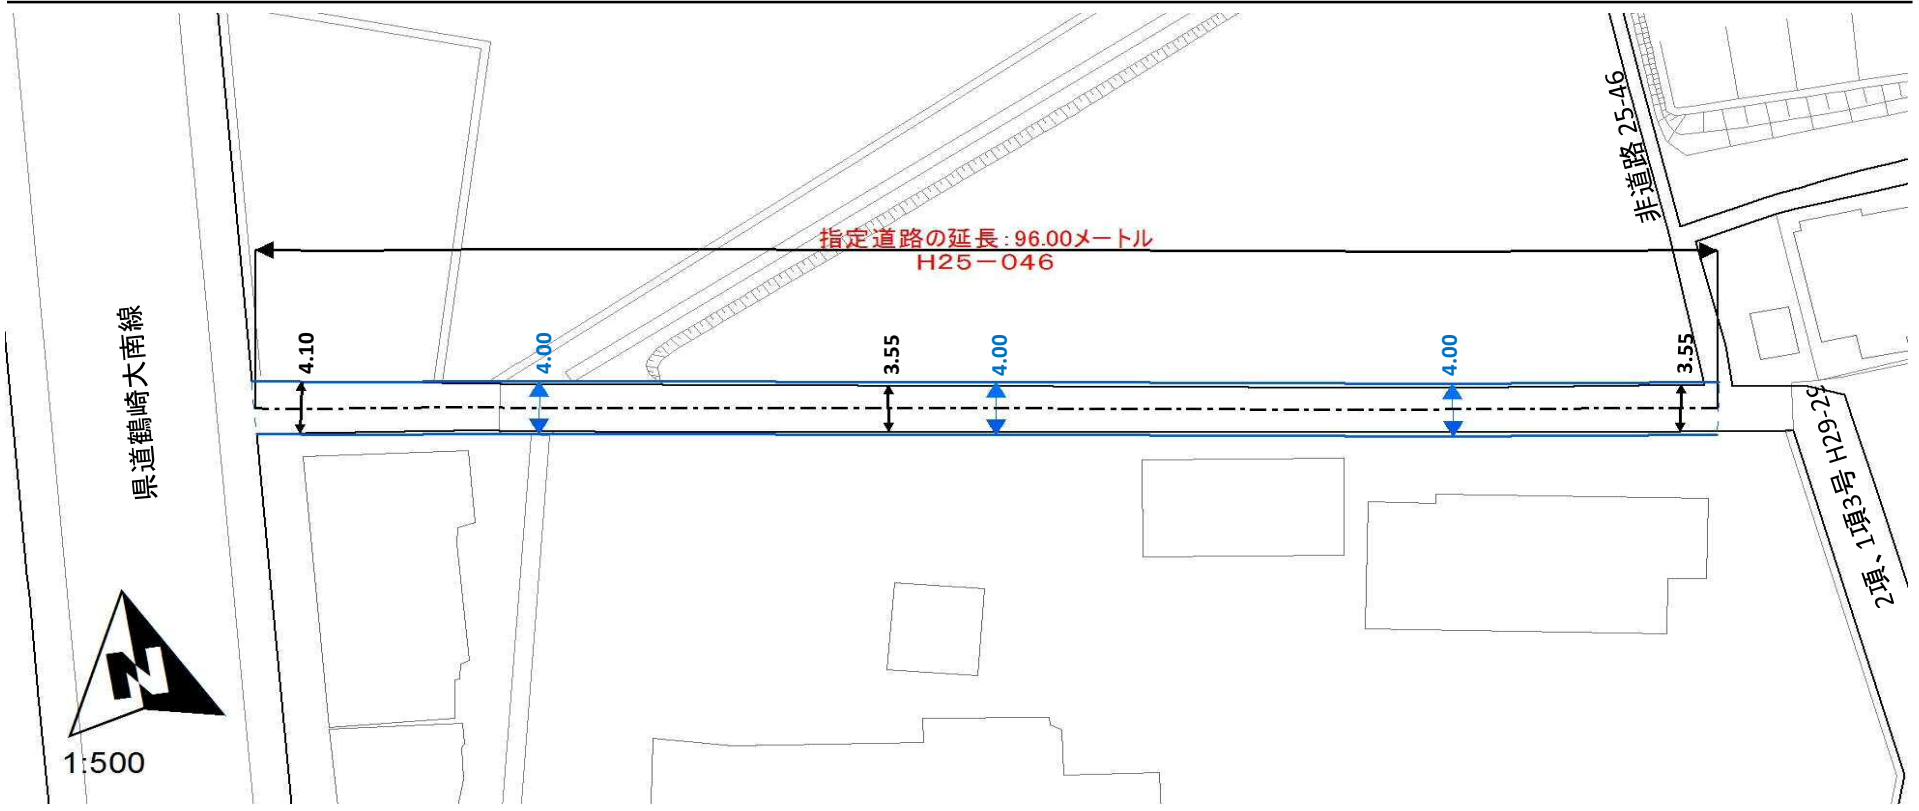 非道路 25-46
指定道路の延長:96.00メートル
H25-046
県道鶴崎大南線
4.10
4.00
3.55
4.00
4.00
3.55
2項、1項3号 H29-29
N
1:500